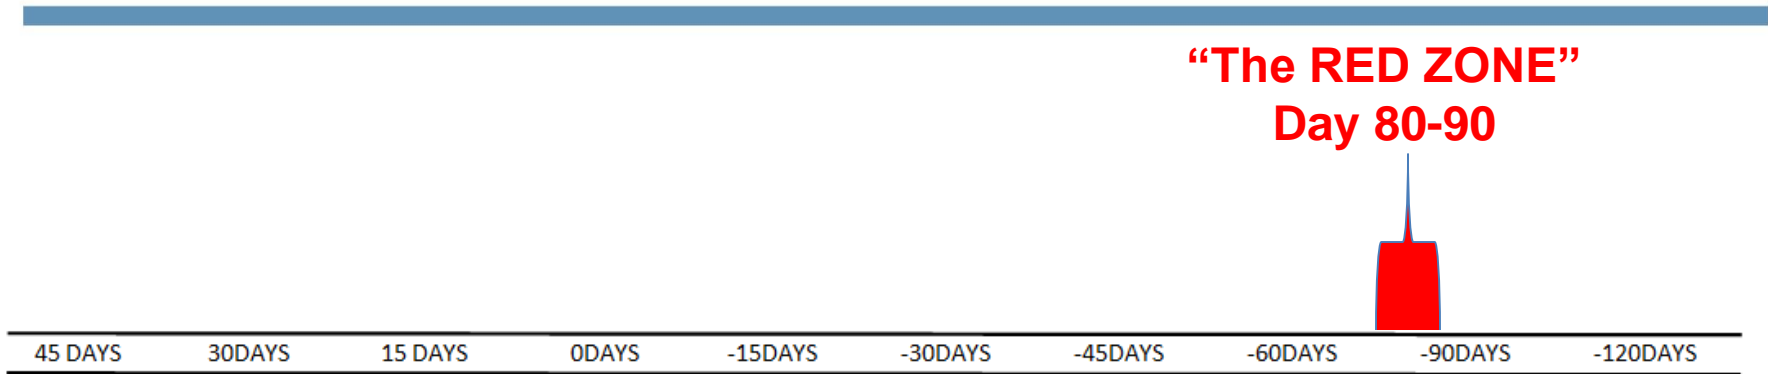 “The RED ZONE”
Day 80-90
45 DAYS 30DAYS 15 DAYS 0DAYS -15DAYS -30DAYS -45DAYS -60DAYS -90DAYS -120DAYS